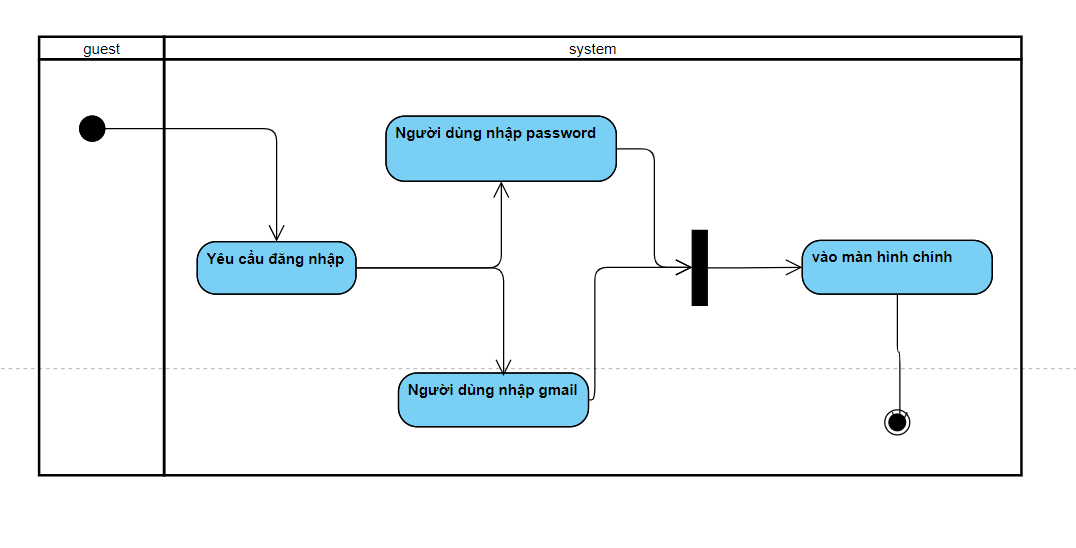 guest
system
Người dùng nhập password
Yêu cầu đăng nhập
vào màn hình chính
Người dùng nhập gmail